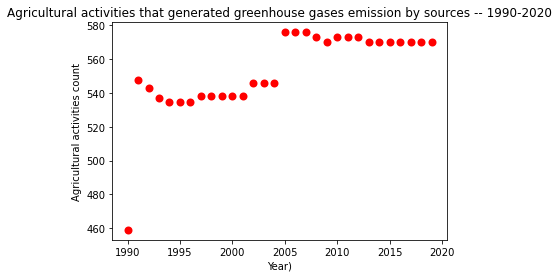 Agricultural activities that generated greenhouse gases emission by sources -- 1990-2020
580
560
540
520
500
480
460
Agricultural activities count
1990 1995 2000 2005 2010 2015 2020
Year)